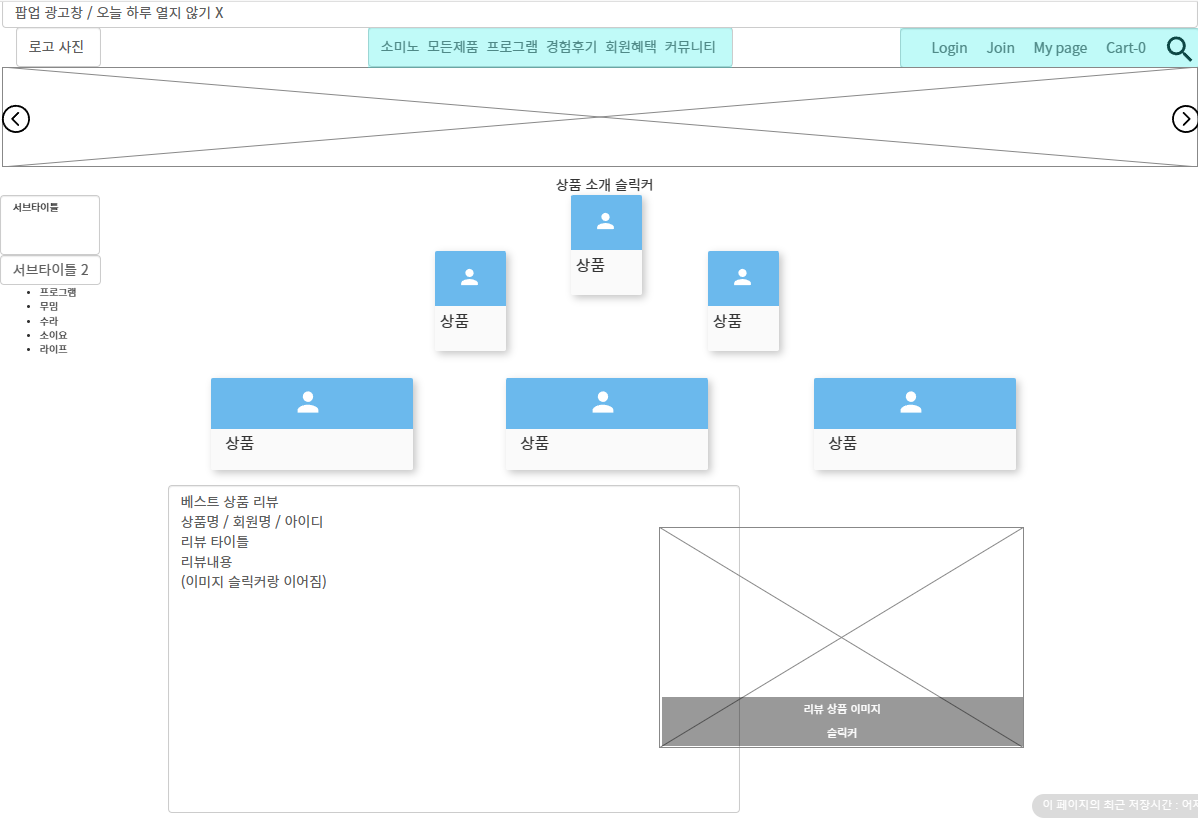 팝업 광고창 / 오늘 하루 열지 않기 X
로고 사진
소미노 모든제품 프로그램 경험후기 회원혜택 커뮤니티
Login Join My page Cart-0
상품 소개 슬릭커
서브타이틀
서브타이틀 2
• 프로그램
• 무밍
• 수라
• 소이요
• 라이프
상품
상품
상품
상품
상품
상품
베스트 상품 리뷰
상품명 / 회원명 / 아이디
리뷰 타이틀
리뷰내용
(이미지 슬릭커랑 이어짐)
리뷰 상품 이미지
슬릭커
이 페이지의 최근 저장시간 :